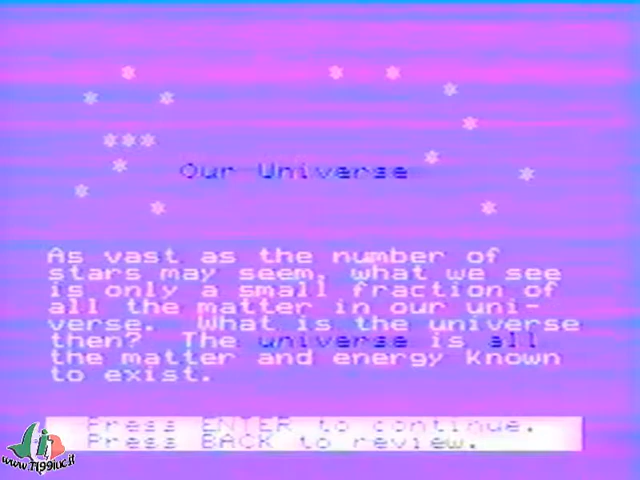 Our Universe
As vast as the number of
stars may seem, what we see
is only a small fraction of
all the matter in our uni-
verse. What is the universe
then? The universe is all
the matter and energy known
to exist.
Press ENTER to continue.
Press BACK to review.
www.TI99iuc.it